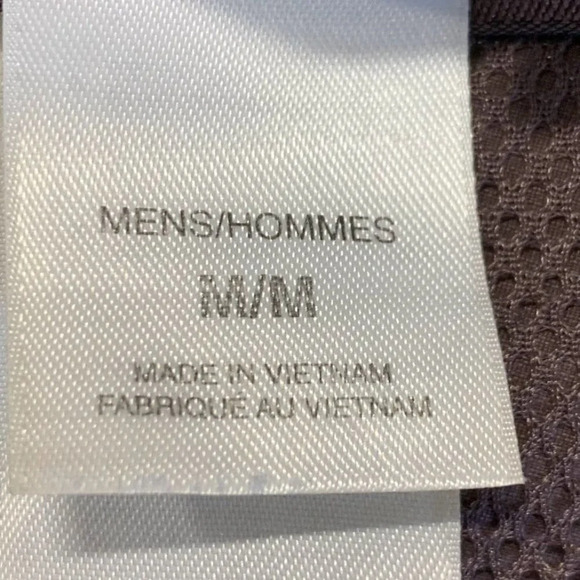 MENS/HOMMES
M/M
MADE IN VIETNAM
FABRIQUÉ AU VIETNAM